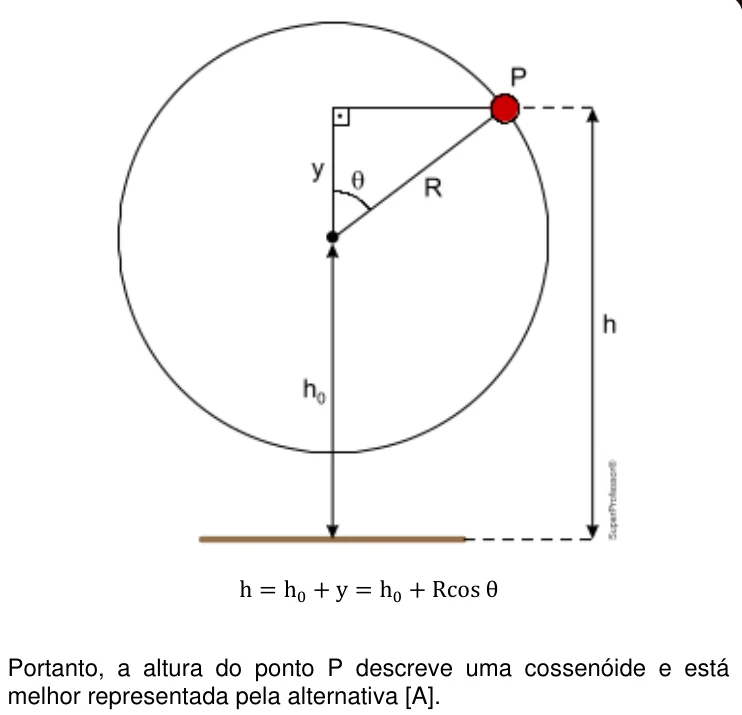 P
y
θ
R
h
h₀
SuperProfessor®
h = h₀ + y = h₀ + Rcos θ
Portanto, a altura do ponto P descreve uma cossenóide e está
melhor representada pela alternativa [A].